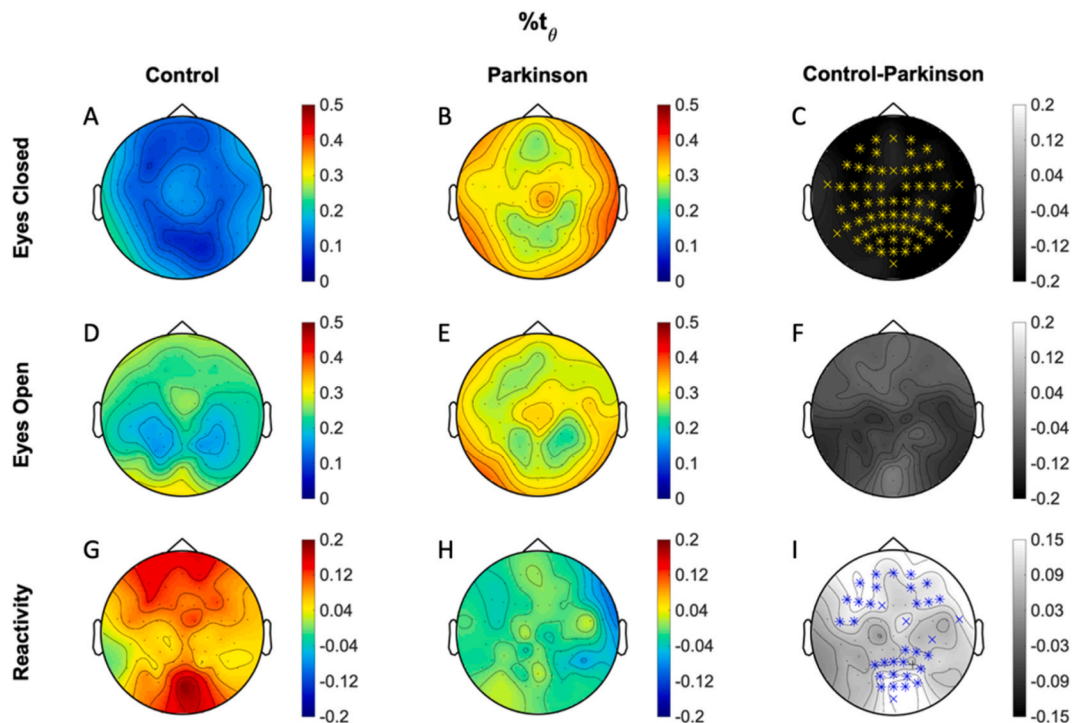 %tθ
Control Parkinson Control-Parkinson
Eyes Closed
A 0.5 0.4 0.3 0.2 0.1 0
B 0.5 0.4 0.3 0.2 0.1 0
C 0.2 0.12 0.04 -0.04 -0.12 -0.2
Eyes Open
D 0.5 0.4 0.3 0.2 0.1 0
E 0.5 0.4 0.3 0.2 0.1 0
F 0.2 0.12 0.04 -0.04 -0.12 -0.2
Reactivity
G 0.2 0.12 0.04 -0.04 -0.12 -0.2
H 0.2 0.12 0.04 -0.04 -0.12 -0.2
I 0.15 0.09 0.03 -0.03 -0.09 -0.15